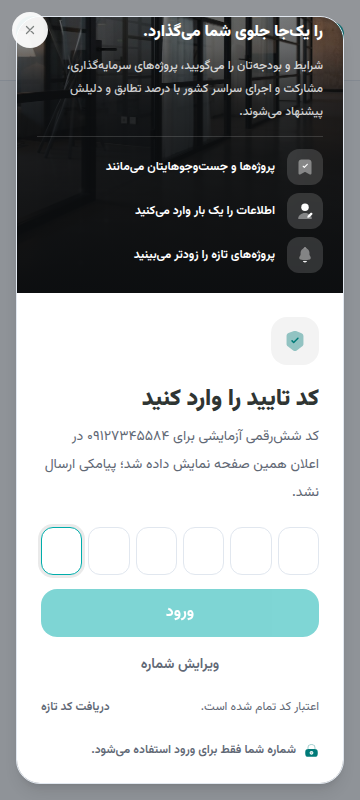 را یک‌جا جلوی شما می‌گذارد.
شرایط و بودجه‌تان را می‌گویید، پروژه‌های سرمایه‌گذاری،
مشارکت و اجرای سراسر کشور با درصد تطابق و دلیلش
پیشنهاد می‌شوند.
پروژه‌ها و جست‌وجوهایتان می‌مانند
اطلاعات را یک بار وارد می‌کنید
پروژه‌های تازه را زودتر می‌بینید
کد تایید را وارد کنید
کد شش‌رقمی آزمایشی برای ۰۹۱۲۷۳۴۵۵۸۴ در
اعلان همین صفحه نمایش داده شد؛ پیامکی ارسال
نشد.
ورود
ویرایش شماره
اعتبار کد تمام شده است.
دریافت کد تازه
شماره شما فقط برای ورود استفاده می‌شود.